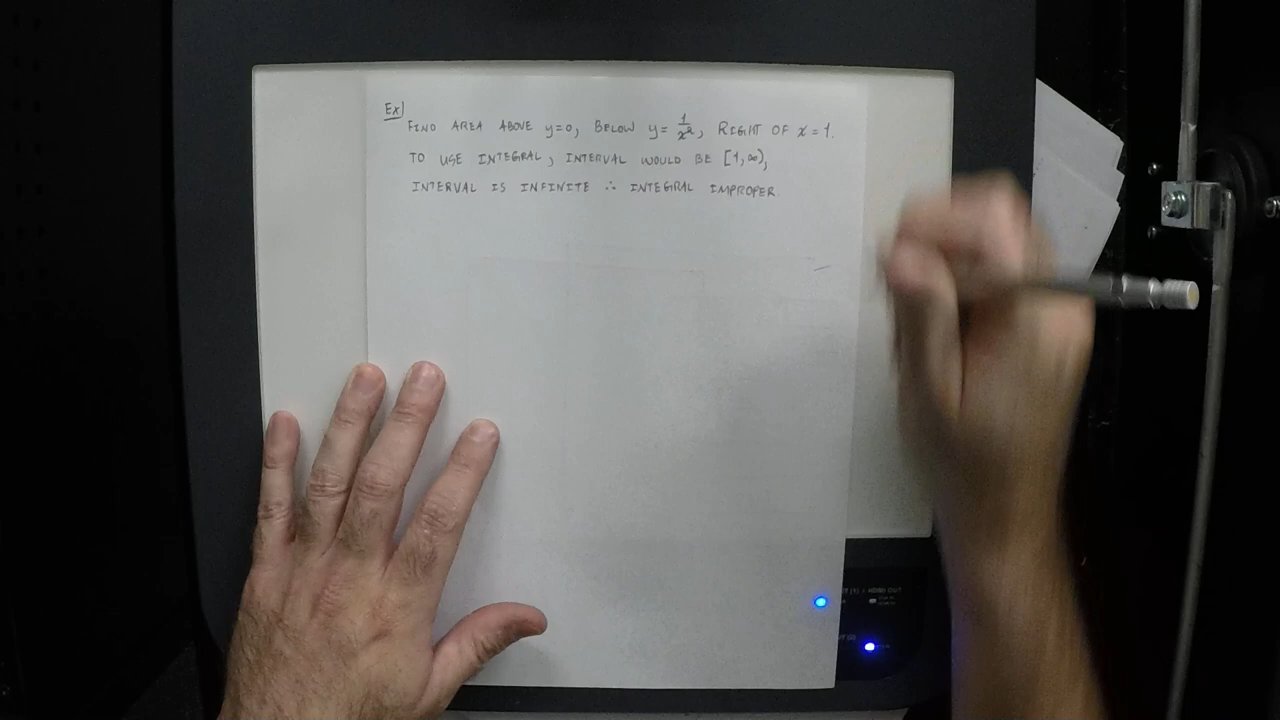 Ex)
FIND AREA ABOVE y=0, BELOW y= 1/x², RIGHT OF x=1.
TO USE INTEGRAL, INTERVAL WOULD BE [1,∞),
INTERVAL IS INFINITE ∴ INTEGRAL IMPROPER.